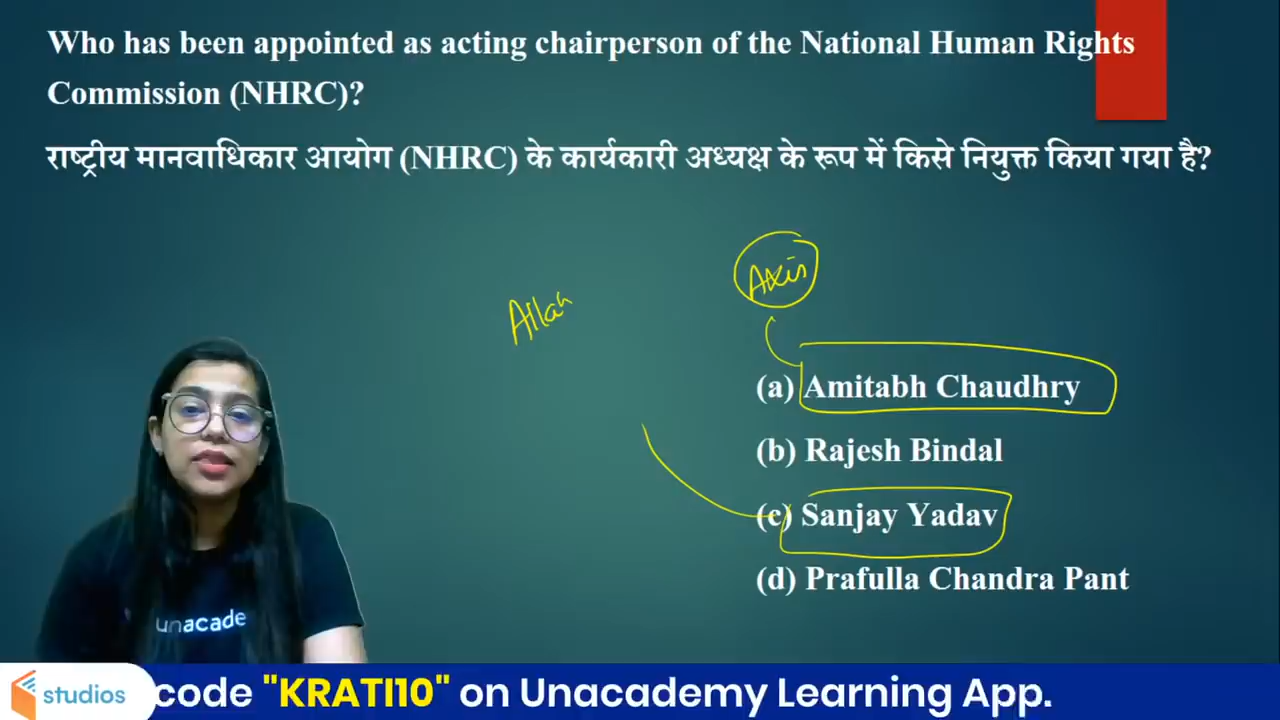 Who has been appointed as acting chairperson of the National Human Rights
Commission (NHRC)?
राष्ट्रीय मानवाधिकार आयोग (NHRC) के कार्यकारी अध्यक्ष के रूप में किसे नियुक्त किया गया है?
Axis
Allah
(a) Amitabh Chaudhry
(b) Rajesh Bindal
(c) Sanjay Yadav
(d) Prafulla Chandra Pant
unacade
studios code "KRATI10" on Unacademy Learning App.